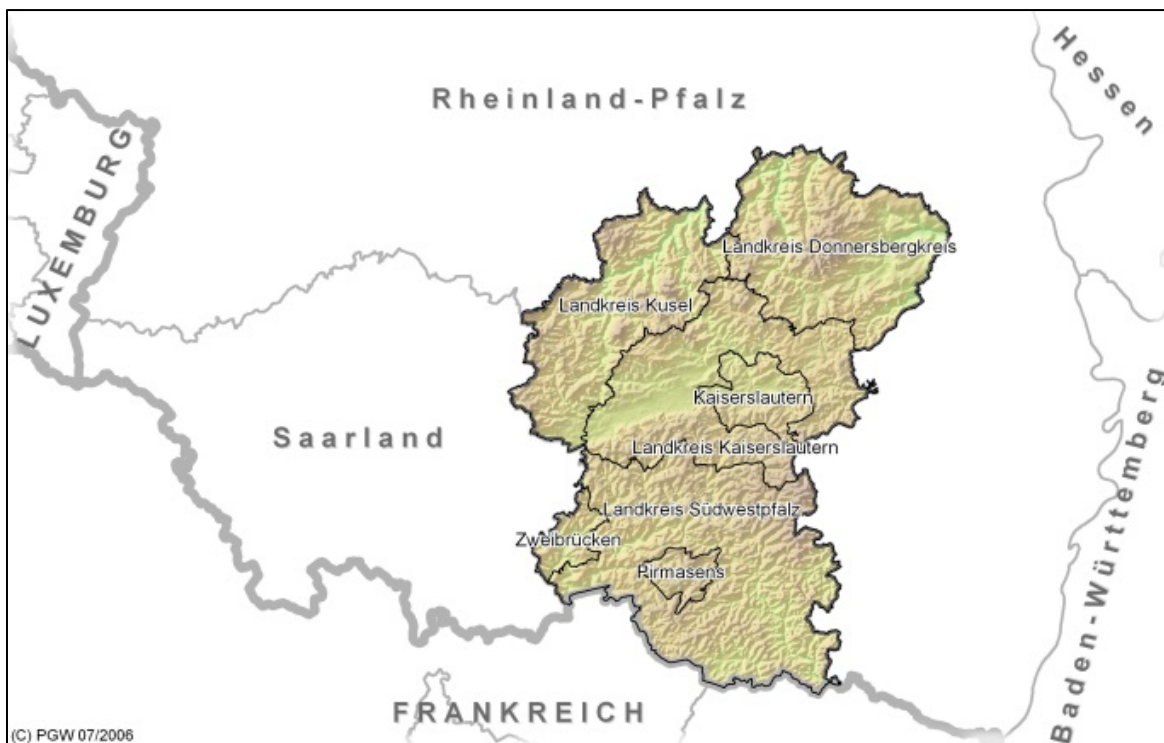 Hessen
Rheinland-Pfalz
LUXEMBURG
Landkreis Donnersbergkreis
Landkreis Kusel
Kaiserslautern
Saarland
Landkreis Kaiserslautern
Baden-Württemberg
Landkreis Südwestpfalz
Zweibrücken
Pirmasens
FRANKREICH
(C) PGW 07/2006